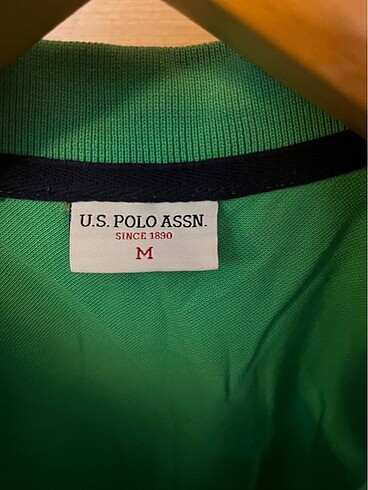 U.S. POLO ASSN.
SINCE 1890
M